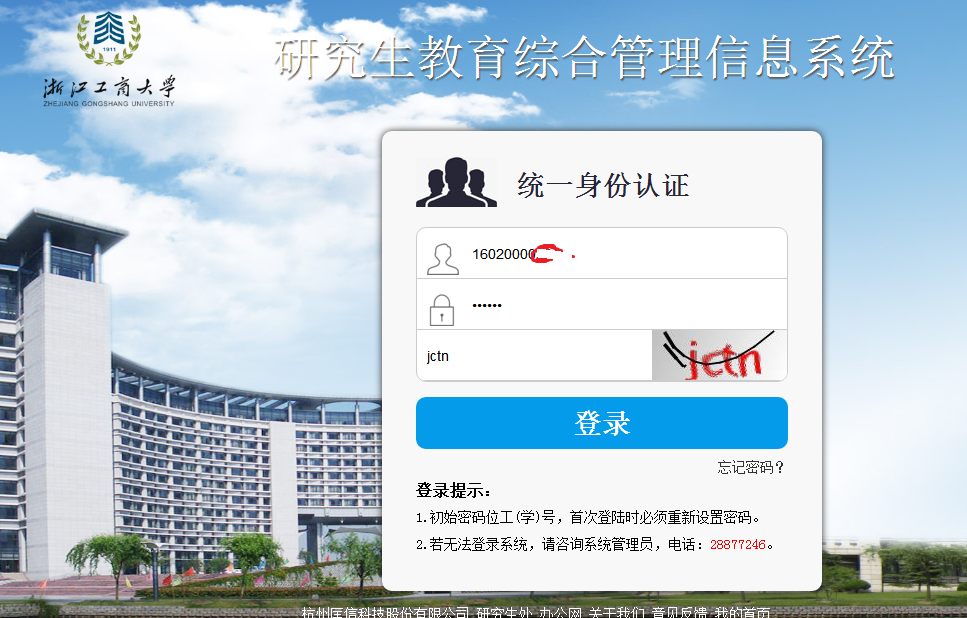 1911
浙江工商大学
ZHEJIANG GONGSHANG UNIVERSITY
研究生教育综合管理信息系统
统一身份认证
16020000
••••••
jctn
jctn
登录
忘记密码？
登录提示：
1.初始密码位工(学)号，首次登陆时必须重新设置密码。
2.若无法登录系统，请咨询系统管理员，电话：28877246。
杭州匡信科技股份有限公司 研究生处 办公网 关于我们 意见反馈 我的首页